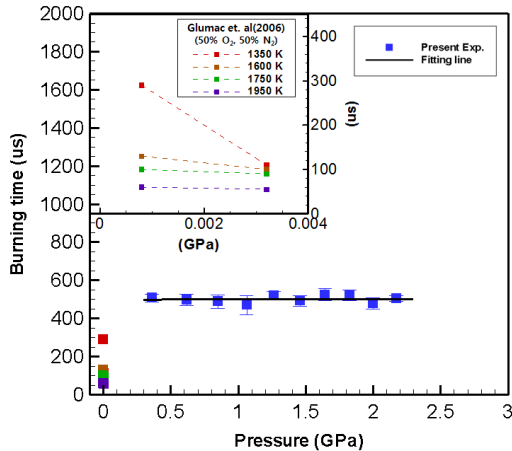 2000
1800
1600
1400
1200
1000
800
600
400
200
0
Burning time (us)
Glumac et. al(2006)
(50% O2, 50% N2)
1350 K
1600 K
1750 K
1950 K
400
300
200
100
0
(us)
0
0.002
0.004
(GPa)
Present Exp.
Fitting line
0
0.5
1
1.5
2
2.5
3
Pressure (GPa)